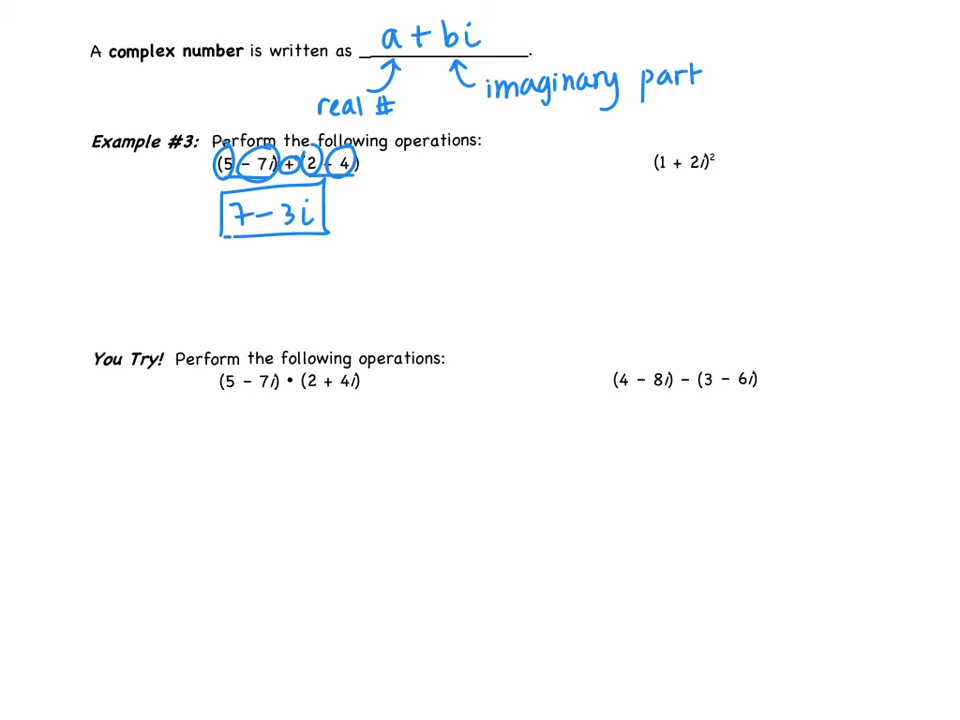 A complex number is written as a + bi.
real # imaginary part
Example #3: Perform the following operations:
(5 - 7i) + (2 + 4i) (1 + 2i)²
7 - 3i
You Try! Perform the following operations:
(5 - 7i) • (2 + 4i) (4 - 8i) - (3 - 6i)